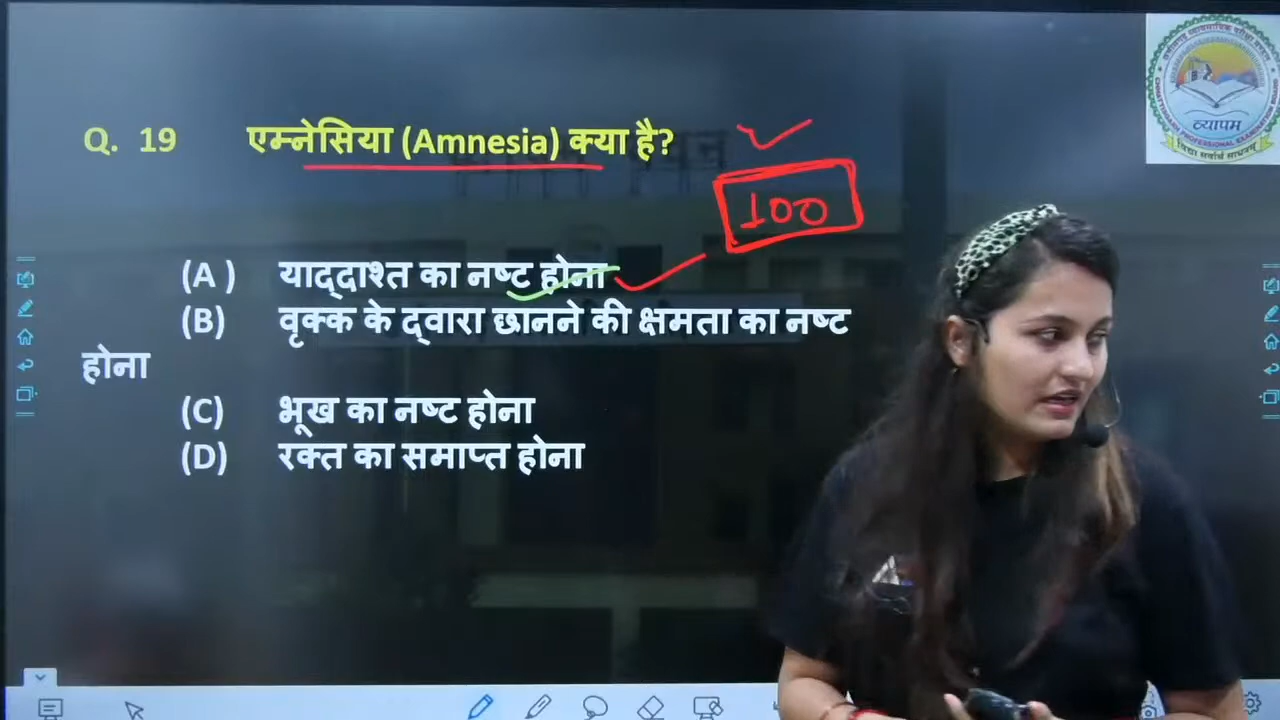 Q. 19 एम्नेसिया (Amnesia) क्या है?
100
(A ) याद्दाश्त का नष्ट होना
(B) वृक्क के द्वारा छानने की क्षमता का नष्ट
होना
(C) भूख का नष्ट होना
(D) रक्त का समाप्त होना
व्यापम